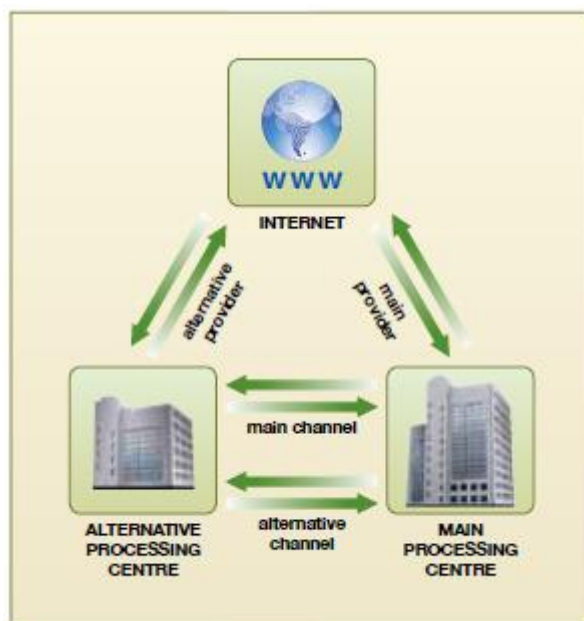 WWW
INTERNET
alternative
provider
main
provider
main channel
alternative
channel
ALTERNATIVE
PROCESSING
CENTRE
MAIN
PROCESSING
CENTRE